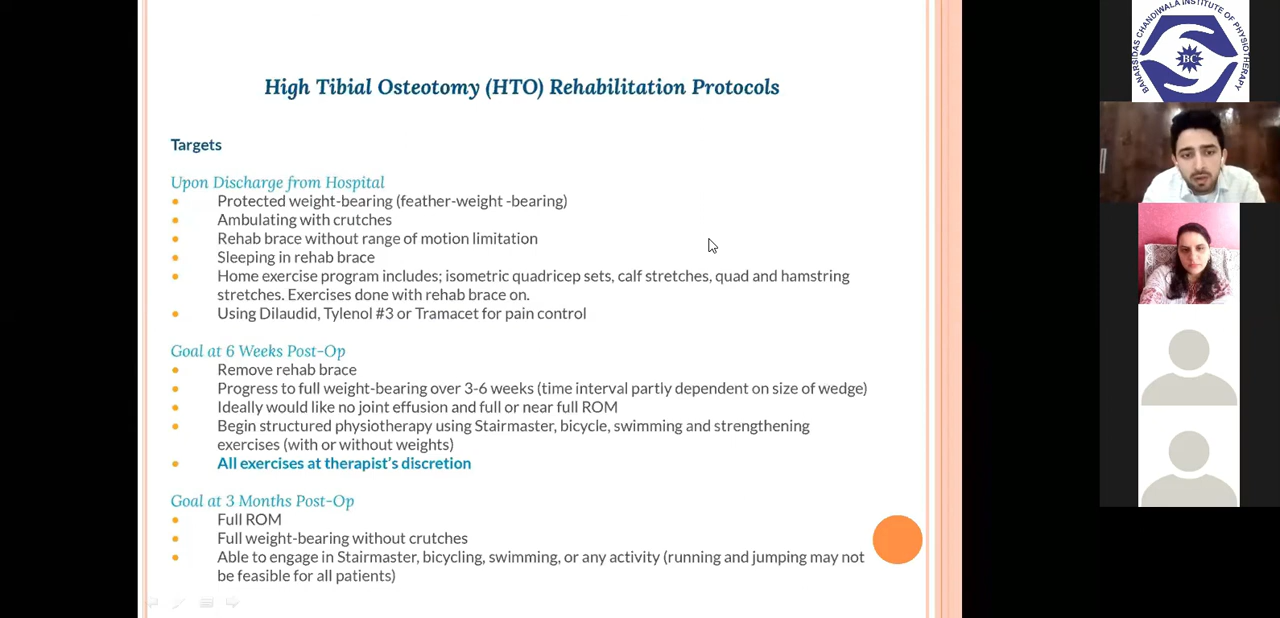 High Tibial Osteotomy (HTO) Rehabilitation Protocols
Targets
Upon Discharge from Hospital
• Protected weight-bearing (feather-weight -bearing)
• Ambulating with crutches
• Rehab brace without range of motion limitation
• Sleeping in rehab brace
• Home exercise program includes; isometric quadricep sets, calf stretches, quad and hamstring
stretches. Exercises done with rehab brace on.
• Using Dilaudid, Tylenol #3 or Tramacet for pain control
Goal at 6 Weeks Post-Op
• Remove rehab brace
• Progress to full weight-bearing over 3-6 weeks (time interval partly dependent on size of wedge)
• Ideally would like no joint effusion and full or near full ROM
• Begin structured physiotherapy using Stairmaster, bicycle, swimming and strengthening
exercises (with or without weights)
• All exercises at therapist's discretion
Goal at 3 Months Post-Op
• Full ROM
• Full weight-bearing without crutches
• Able to engage in Stairmaster, bicycling, swimming, or any activity (running and jumping may not
be feasible for all patients)
BANARSIDAS CHANDIWALA INSTITUTE OF PHYSIOTHERAPY
BC